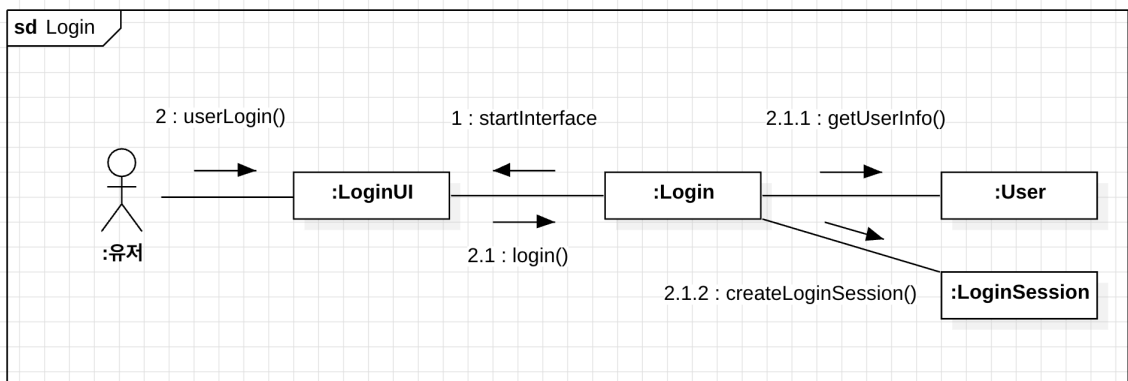 sd Login
2 : userLogin()
1 : startInterface
2.1.1 : getUserInfo()
:LoginUI
:Login
:User
:유저
2.1 : login()
2.1.2 : createLoginSession()
:LoginSession